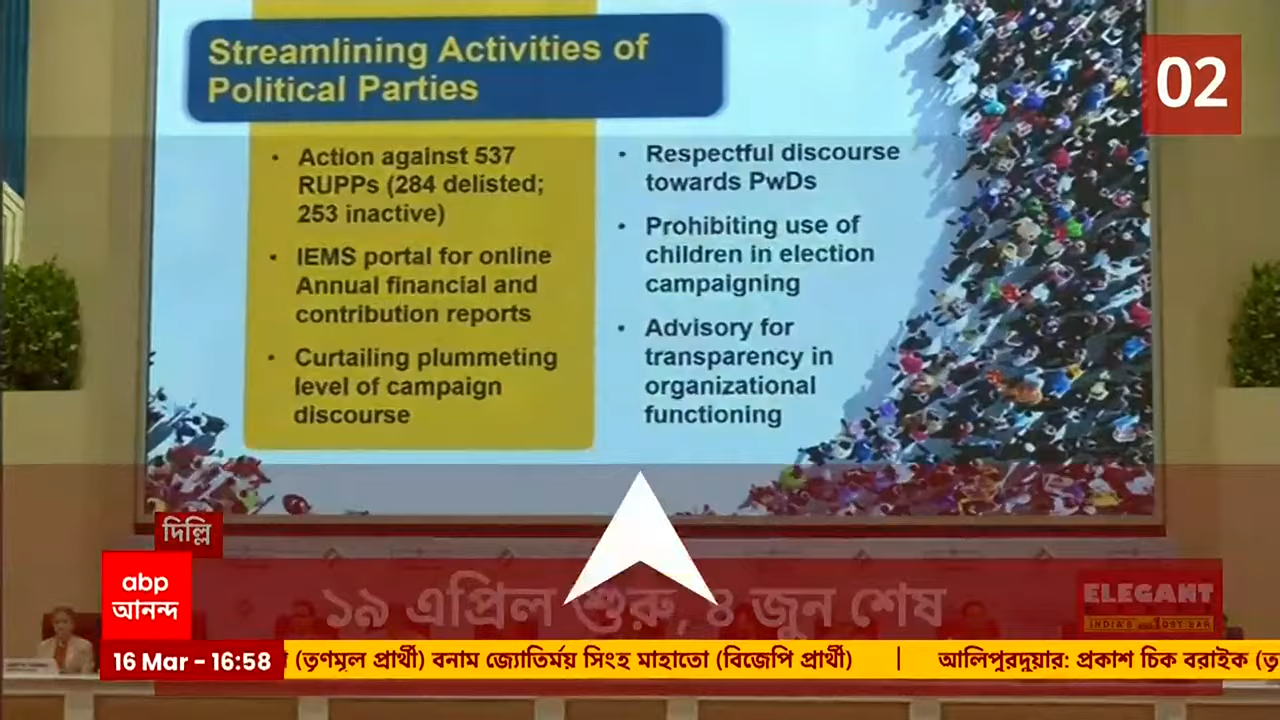 Streamlining Activities of
Political Parties
02
• Action against 537
RUPPs (284 delisted;
253 inactive)
• IEMS portal for online
Annual financial and
contribution reports
• Curtailing plummeting
level of campaign
discourse
• Respectful discourse
towards PwDs
• Prohibiting use of
children in election
campaigning
• Advisory for
transparency in
organizational
functioning
দিল্লি
abp
আনন্দ
১৯ এপ্রিল শুরু, ৪ জুন শেষ
ELEGANT
16 Mar - 16:58
(তৃণমূল প্রার্থী) বনাম জ্যোতির্ময় সিংহ মাহাতো (বিজেপি প্রার্থী) | আলিপুরদুয়ার: প্রকাশ চিক বরাইক (তৃ